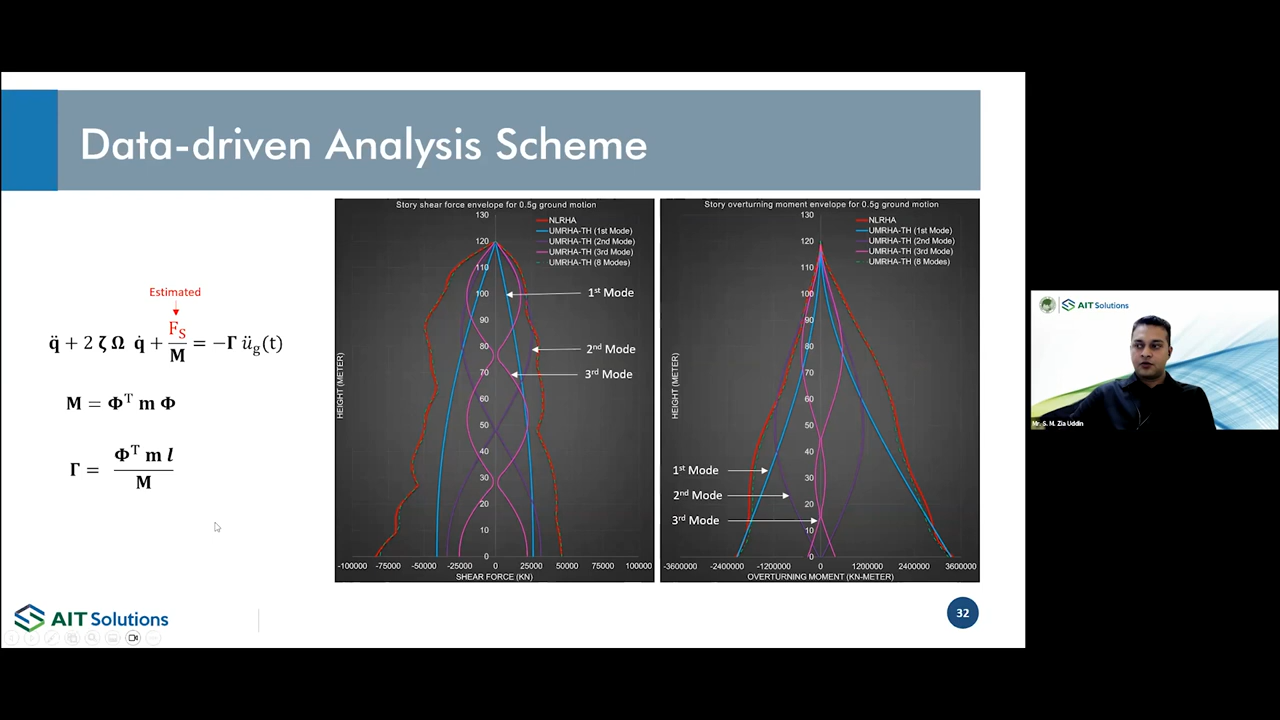 Data-driven Analysis Scheme
Estimated
q̈ + 2 ζ Ω q̇ + F_S/M = −Γ ü_g(t)
M = Φ^T m Φ
Γ = Φ^T m l / M
Story shear force envelope for 0.5g ground motion
NLRHA
UMRHA-TH (1st Mode)
UMRHA-TH (2nd Mode)
UMRHA-TH (3rd Mode)
UMRHA-TH (8 Modes)
130
120
110
100
90
80
70
60
50
40
30
20
10
0
HEIGHT (METER)
1st Mode
2nd Mode
3rd Mode
-100000 -75000 -50000 -25000 0 25000 50000 75000 100000
SHEAR FORCE (KN)
Story overturning moment envelope for 0.5g ground motion
NLRHA
UMRHA-TH (1st Mode)
UMRHA-TH (2nd Mode)
UMRHA-TH (3rd Mode)
UMRHA-TH (8 Modes)
130
120
110
100
90
80
70
60
50
40
30
20
10
0
HEIGHT (METER)
1st Mode
2nd Mode
3rd Mode
-3600000 -2400000 -1200000 0 1200000 2400000 3600000
OVERTURNING MOMENT (KN-METER)
AIT Solutions
32
AIT Solutions
Mr. S. M. Zia Uddin